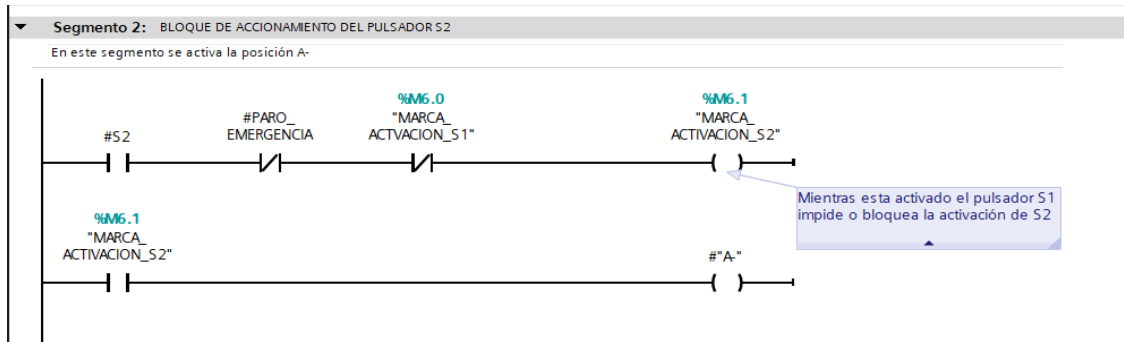 Segmento 2: BLOQUE DE ACCIONAMIENTO DEL PULSADOR S2
En este segmento se activa la posición A-
%M6.0
%M6.1
#PARO_
"MARCA_
"MARCA_
#S2
EMERGENCIA
ACTVACION_S1"
ACTIVACION_S2"
Mientras esta activado el pulsador S1
impide o bloquea la activación de S2
%M6.1
"MARCA_
ACTIVACION_S2"
#"A-"